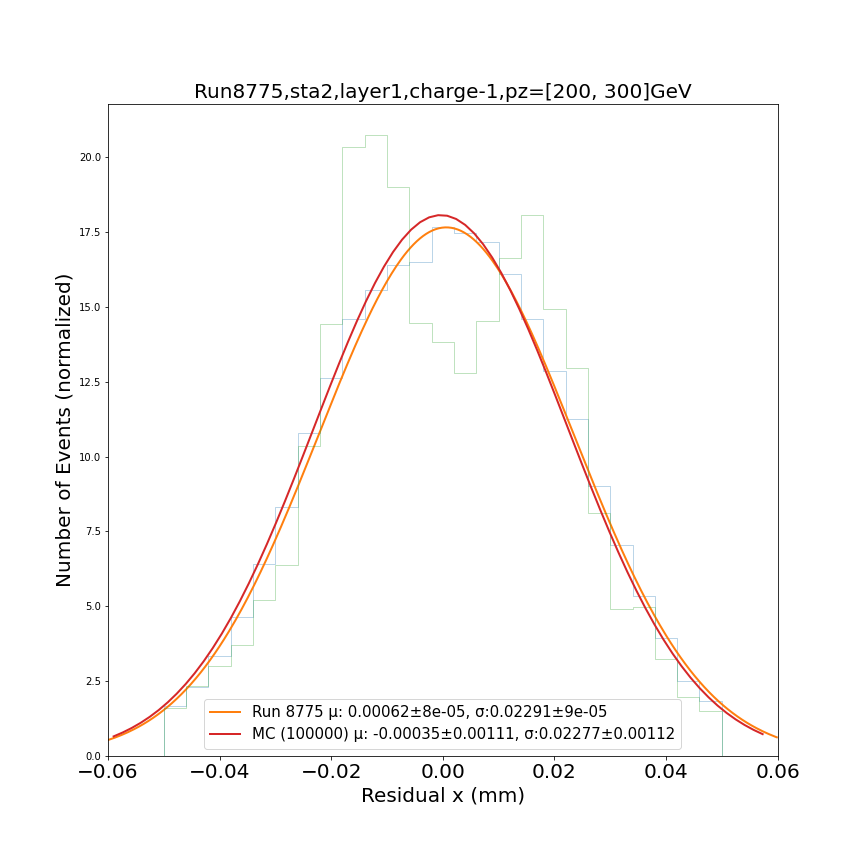 Run8775,sta2,layer1,charge-1,pz=[200, 300]GeV
Number of Events (normalized)
20.0
17.5
15.0
12.5
10.0
7.5
5.0
2.5
0.0
Run 8775 μ: 0.00062±8e-05, σ:0.02291±9e-05
MC (100000) μ: -0.00035±0.00111, σ:0.02277±0.00112
−0.06 −0.04 −0.02 0.00 0.02 0.04 0.06
Residual x (mm)